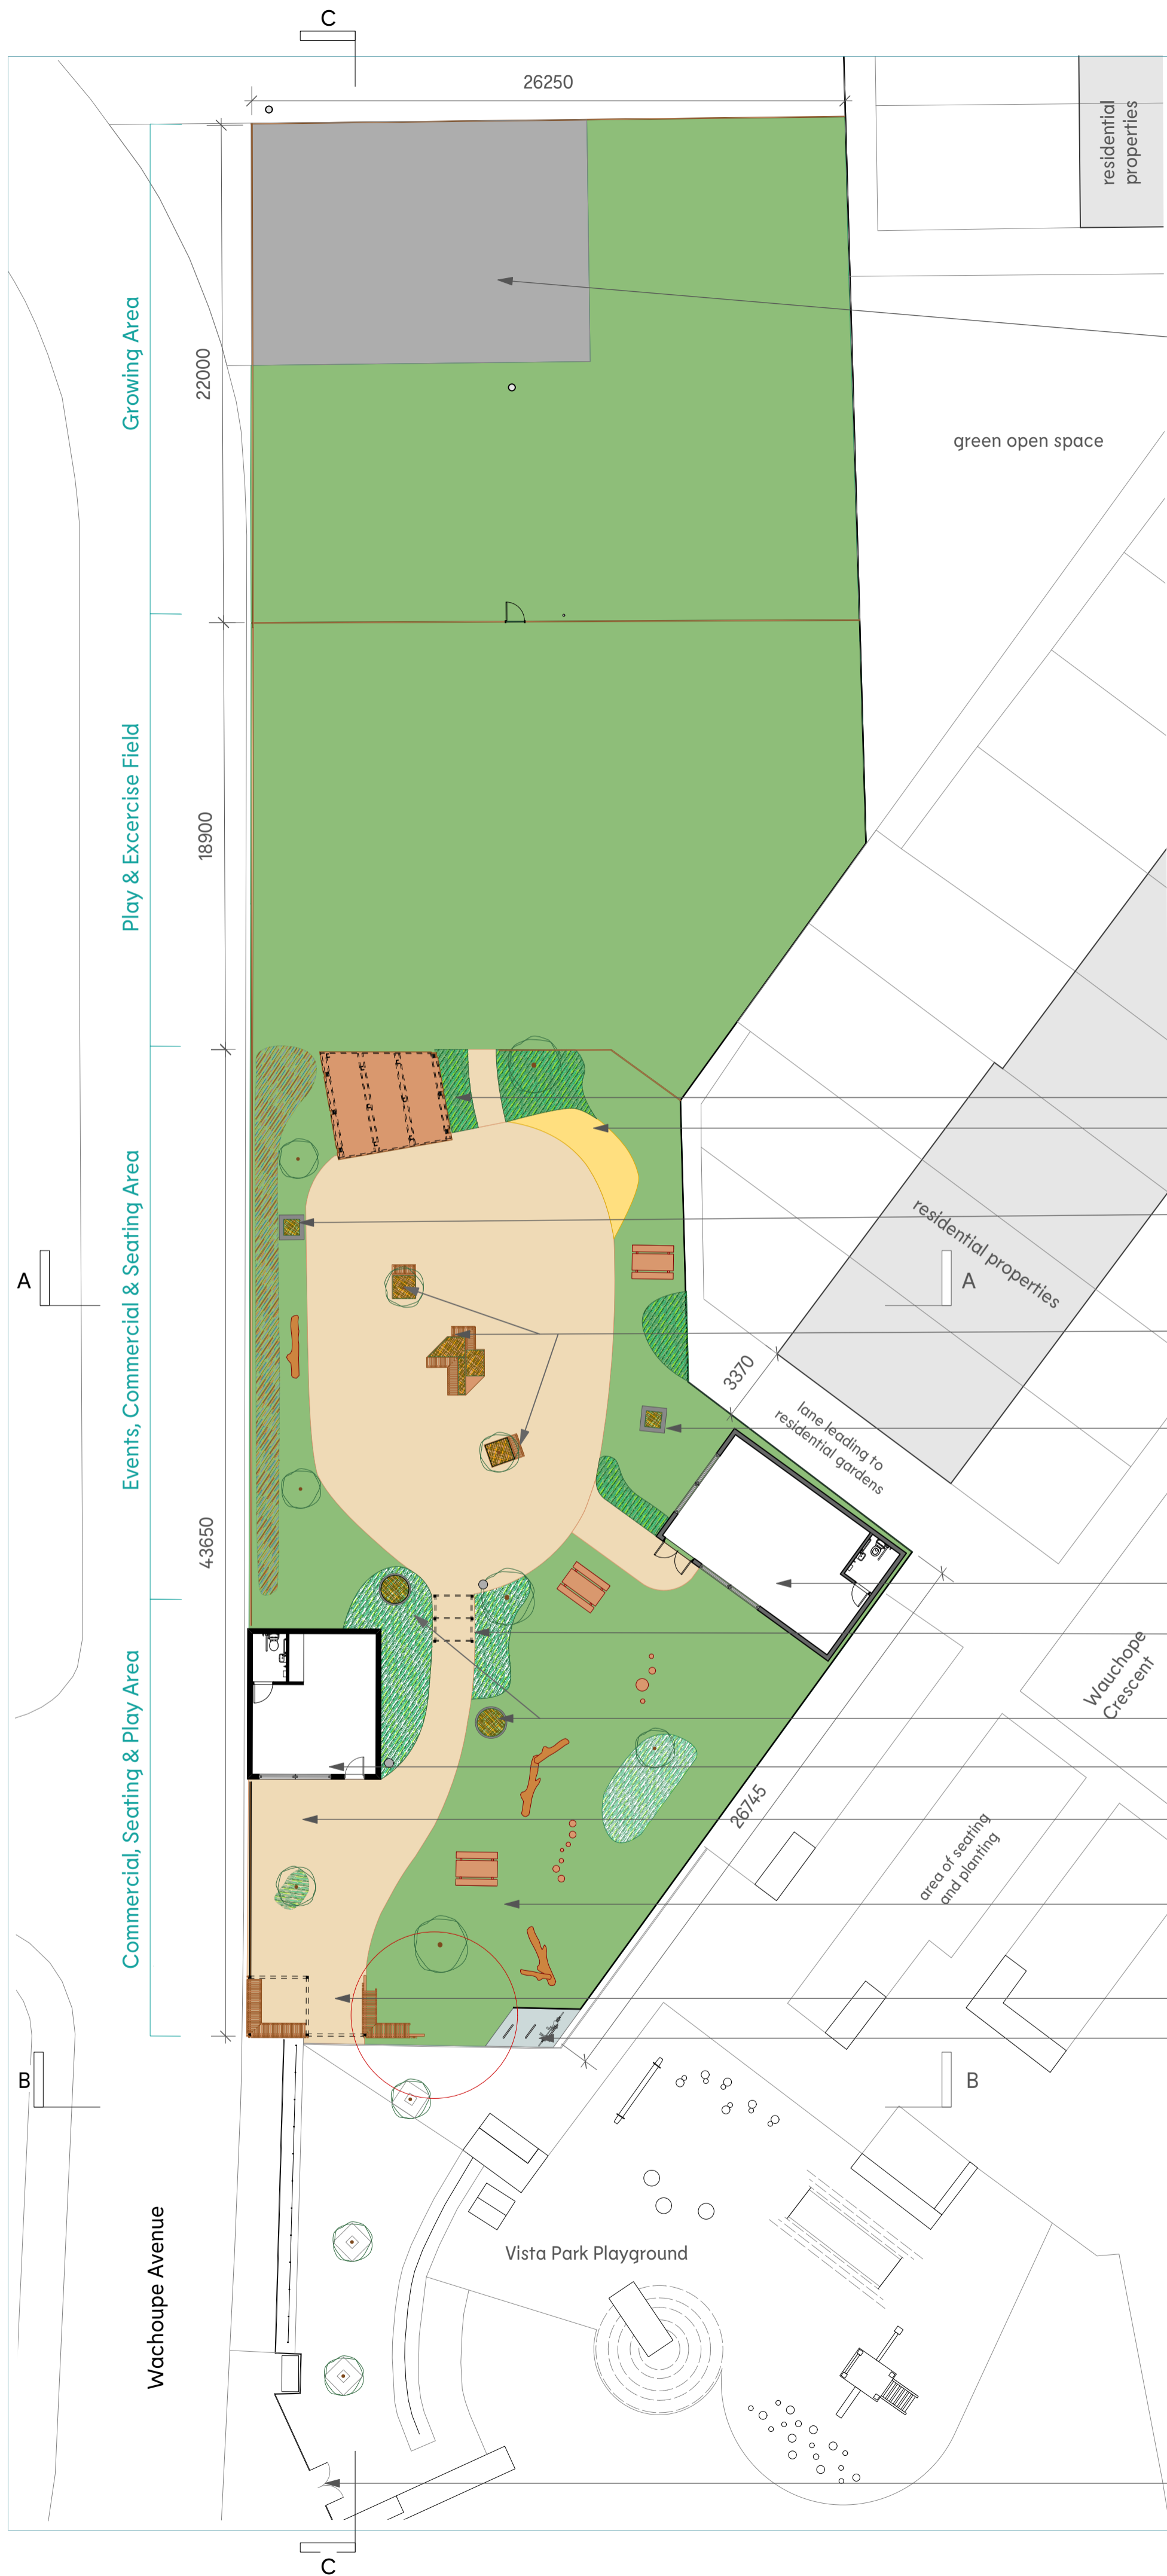 C
26250
residential
properties
Growing Area
22000
green open space
Play & Excercise Field
18900
Events, Commercial & Seating Area
A
A
residential properties
3370
lane leading to
residential gardens
43650
Wauchope
Crescent
Commercial, Seating & Play Area
26745
area of seating
and planting
B
B
Wachoupe Avenue
Vista Park Playground
C